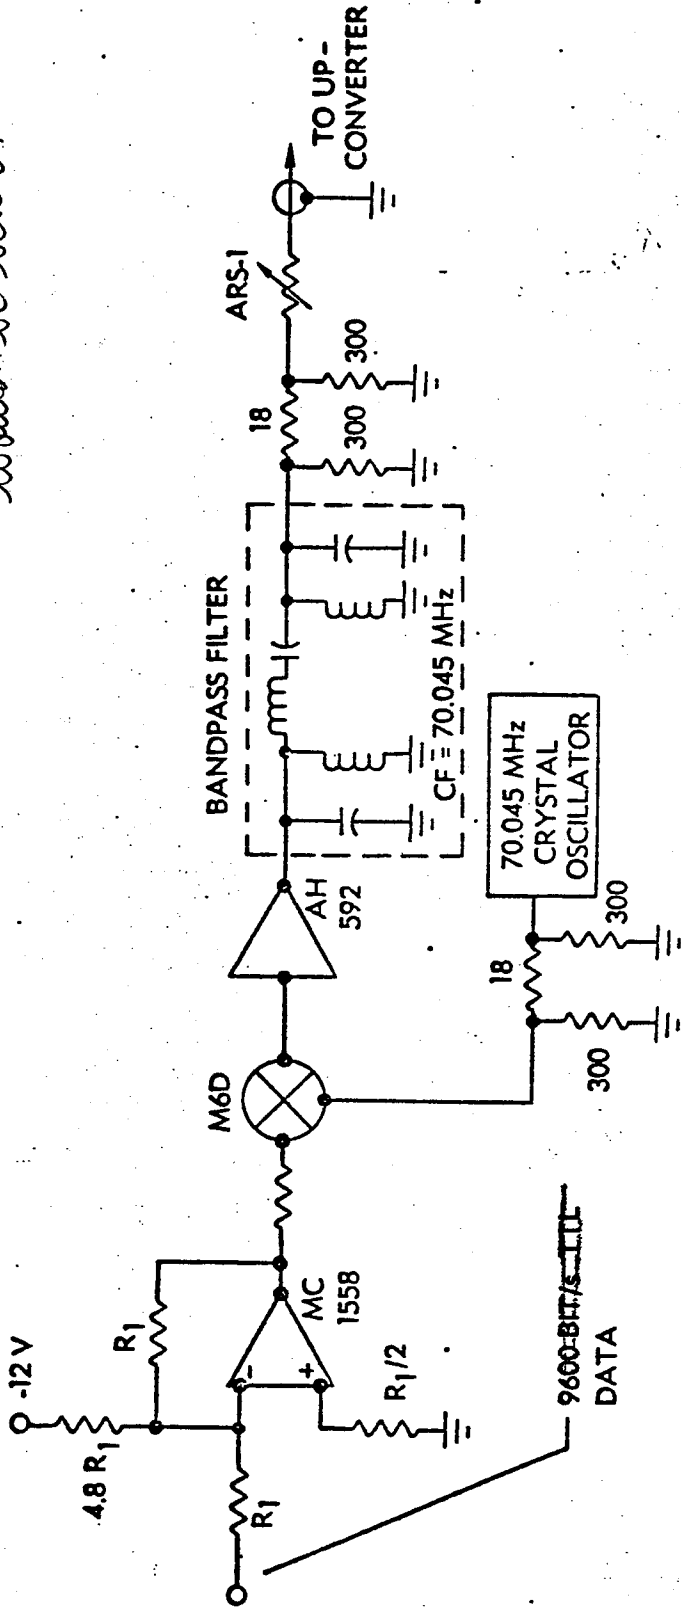 -12 V
4.8 R1
R1
R1
MC
1558
R1/2
9600 BIT/s TTL
DATA
M6D
AH
592
BANDPASS FILTER
CF = 70.045 MHz
70.045 MHz
CRYSTAL
OSCILLATOR
18
300
300
18
300
300
ARS-1
TO UP-
CONVERTER